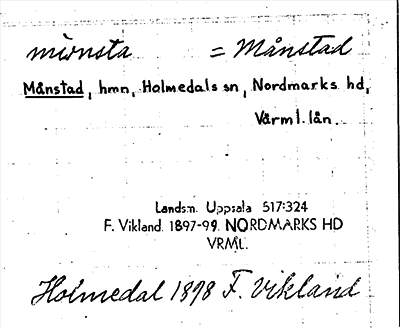 mivnsta = Månstad
Månstad, hmn, Holmedals sn, Nordmarks hd,
Värml. län.
Landsm. Uppsala 517:324
F. Vikland. 1897-99. NORDMARKS HD
VRML.
Holmedal 1898 F. Vikland